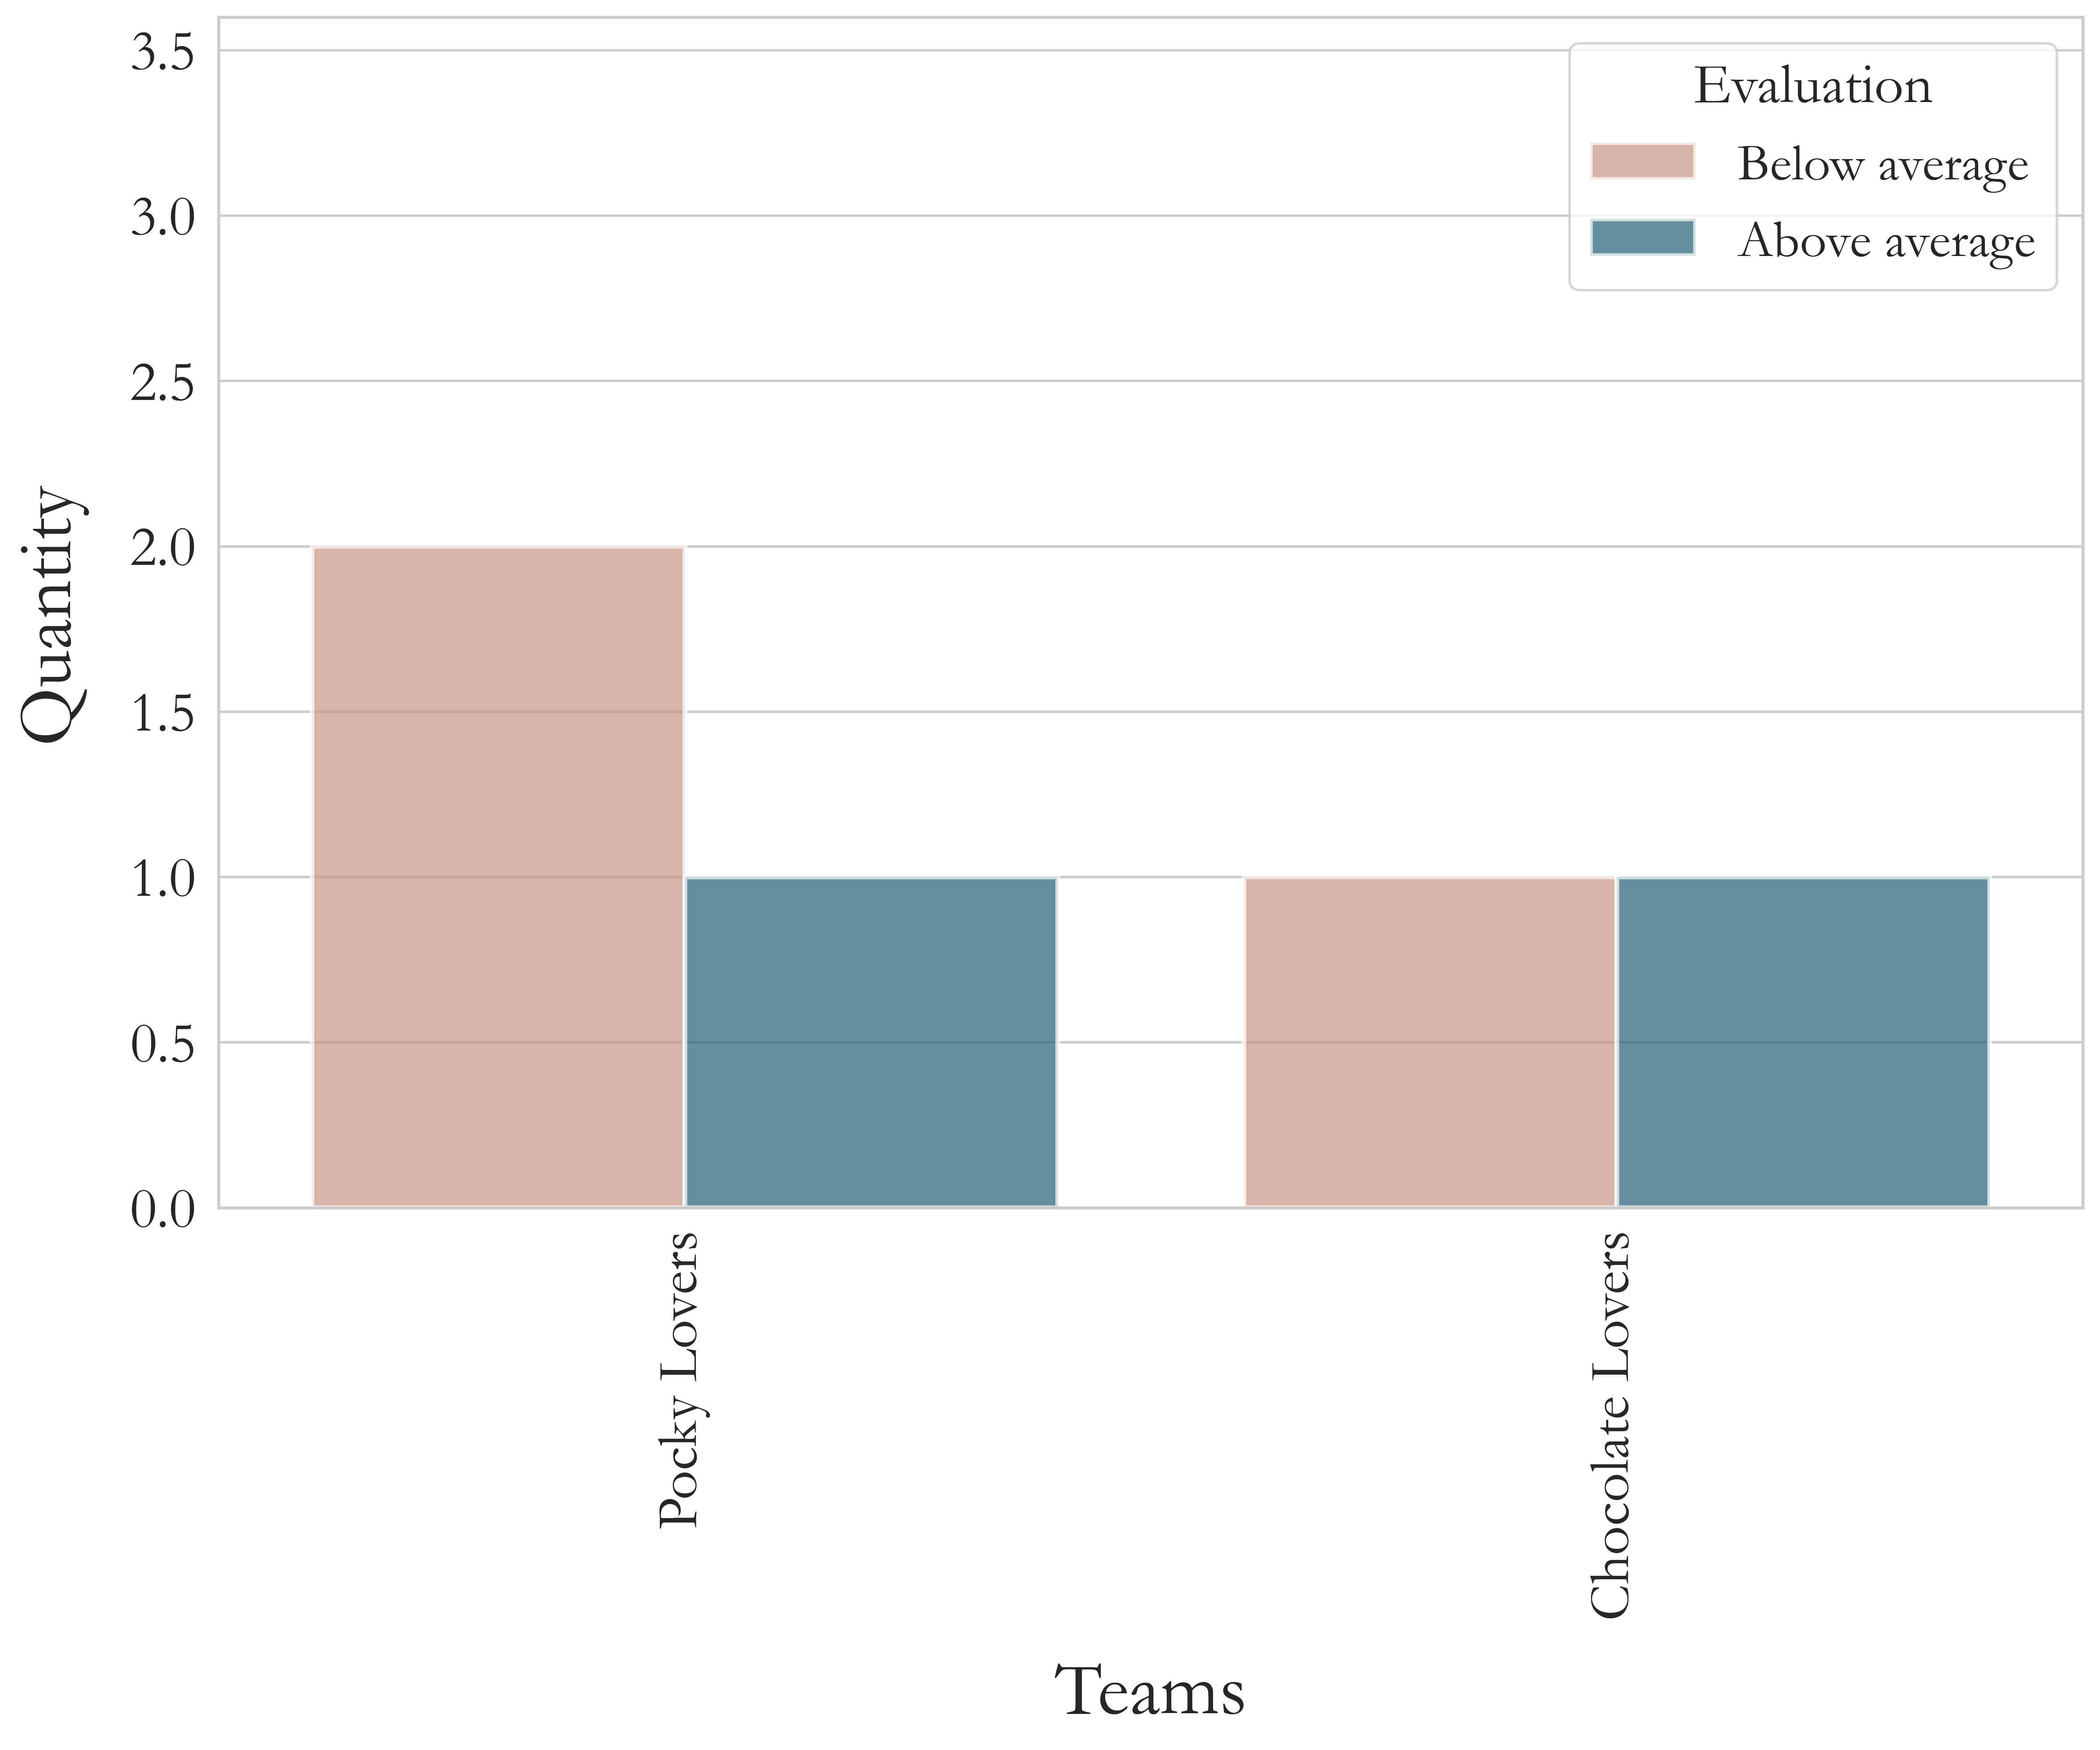 3.5
3.0
2.5
2.0
1.5
1.0
0.5
0.0
Quantity
Evaluation
Below average
Above average
Pocky Lovers
Chocolate Lovers
Teams